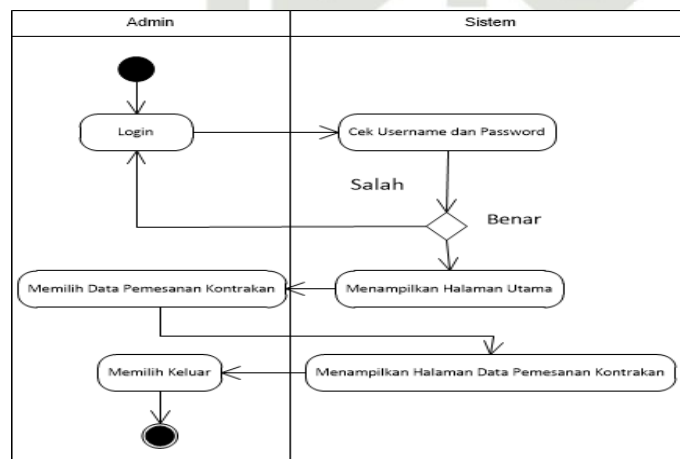 Admin
Sistem
Login
Cek Username dan Password
Salah
Benar
Memilih Data Pemesanan Kontrakan
Menampilkan Halaman Utama
Memilih Keluar
Menampilkan Halaman Data Pemesanan Kontrakan